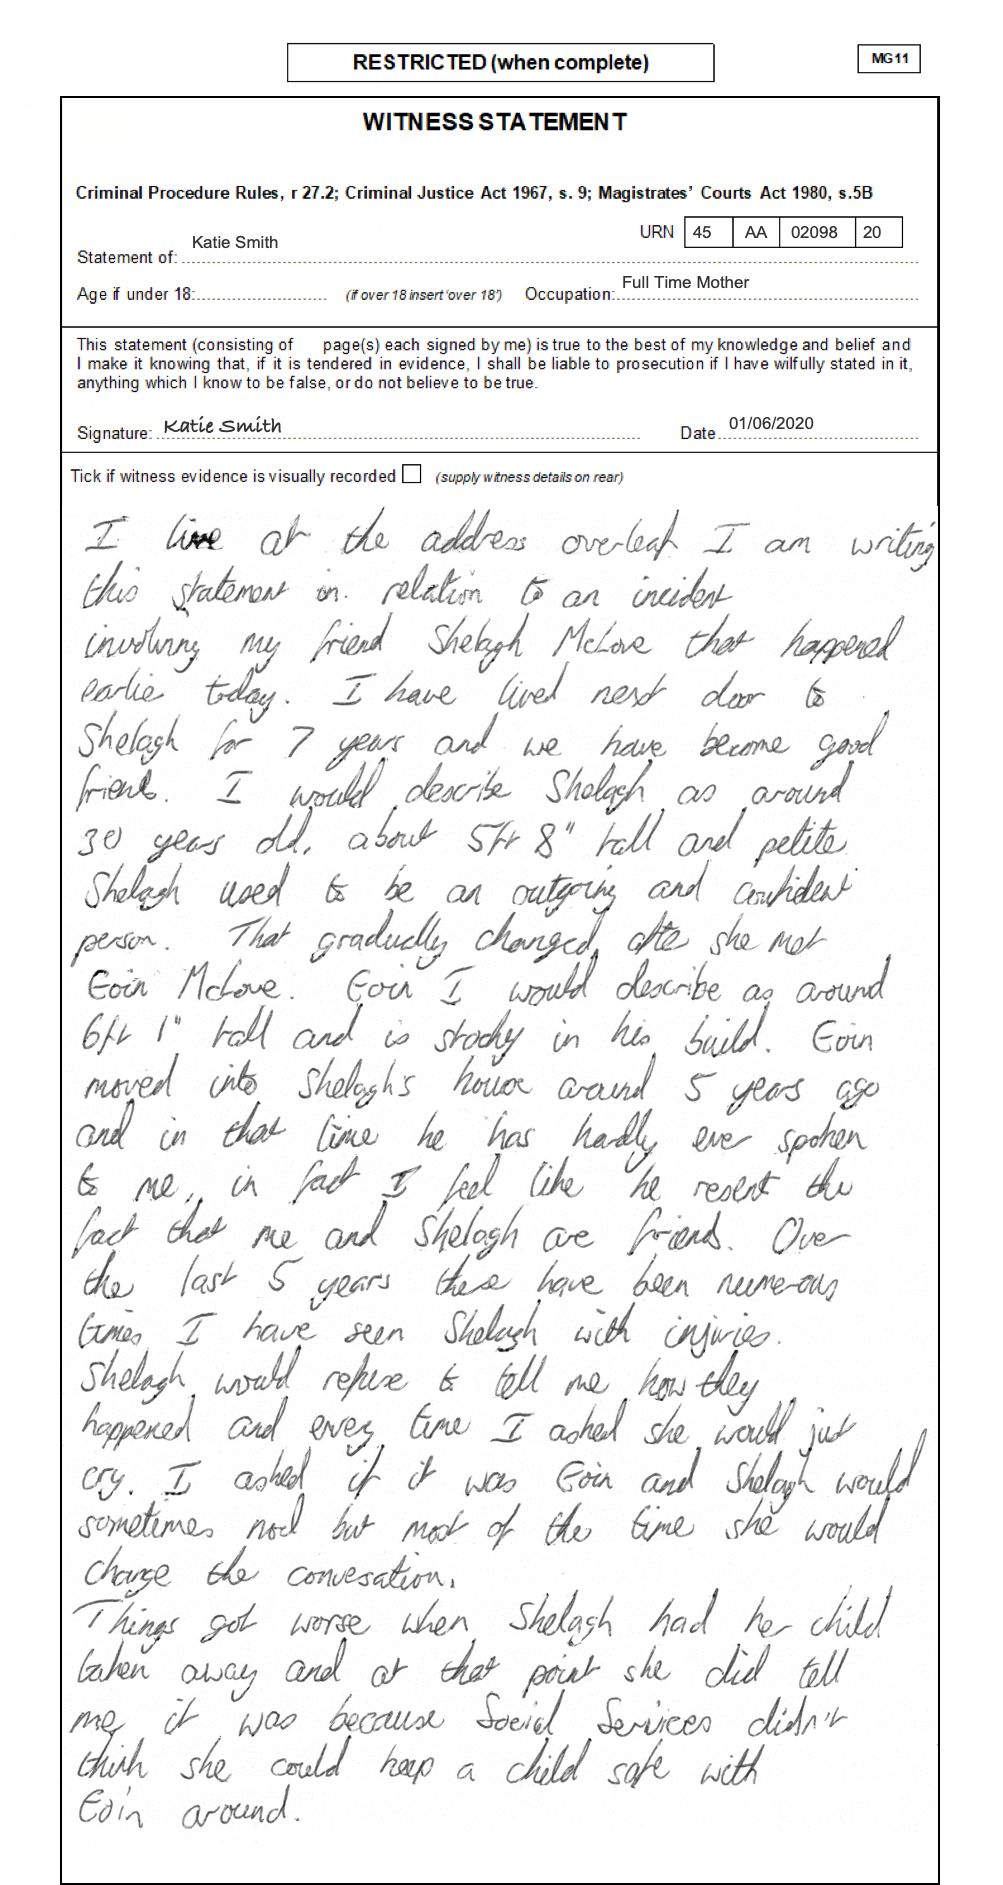 RESTRICTED (when complete)
MG11
WITNESS STATEMENT
Criminal Procedure Rules, r 27.2; Criminal Justice Act 1967, s. 9; Magistrates' Courts Act 1980, s.5B
URN 45 AA 02098 20
Statement of: Katie Smith
Age if under 18: (if over 18 insert 'over 18') Occupation: Full Time Mother
This statement (consisting of page(s) each signed by me) is true to the best of my knowledge and belief and
I make it knowing that, if it is tendered in evidence, I shall be liable to prosecution if I have wilfully stated in it,
anything which I know to be false, or do not believe to be true.
Signature: Katie Smith Date 01/06/2020
Tick if witness evidence is visually recorded (supply witness details on rear)
I live at the address overleaf I am writing
this statement in relation to an incident
involving my friend Shelagh McLove that happened
earlie today. I have lived next door to
Shelagh for 7 years and we have become good
friends. I would describe Shelagh as around
30 years old, about 5ft 8" tall and petite
Shelagh used to be an outgoing and confident
person. That gradually changed after she met
Eoin McLove. Eoin I would describe as around
6ft 1" tall and is stocky in his build. Eoin
moved into Shelagh's house around 5 years ago
and in that time he has hardly ever spoken
to me, in fact I feel like he resent the
fact that me and Shelagh are friends. Over
the last 5 years there have been numerous
times I have seen Shelagh with injuries.
Shelagh would refuse to tell me how they
happened and every time I asked she would just
cry. I asked if it was Eoin and Shelagh would
sometimes nod but most of the time she would
change the conversation.
Things got worse when Shelagh had her child
taken away and at that point she did tell
me it was because Social Services didn't
think she could keep a child safe with
Eoin around.